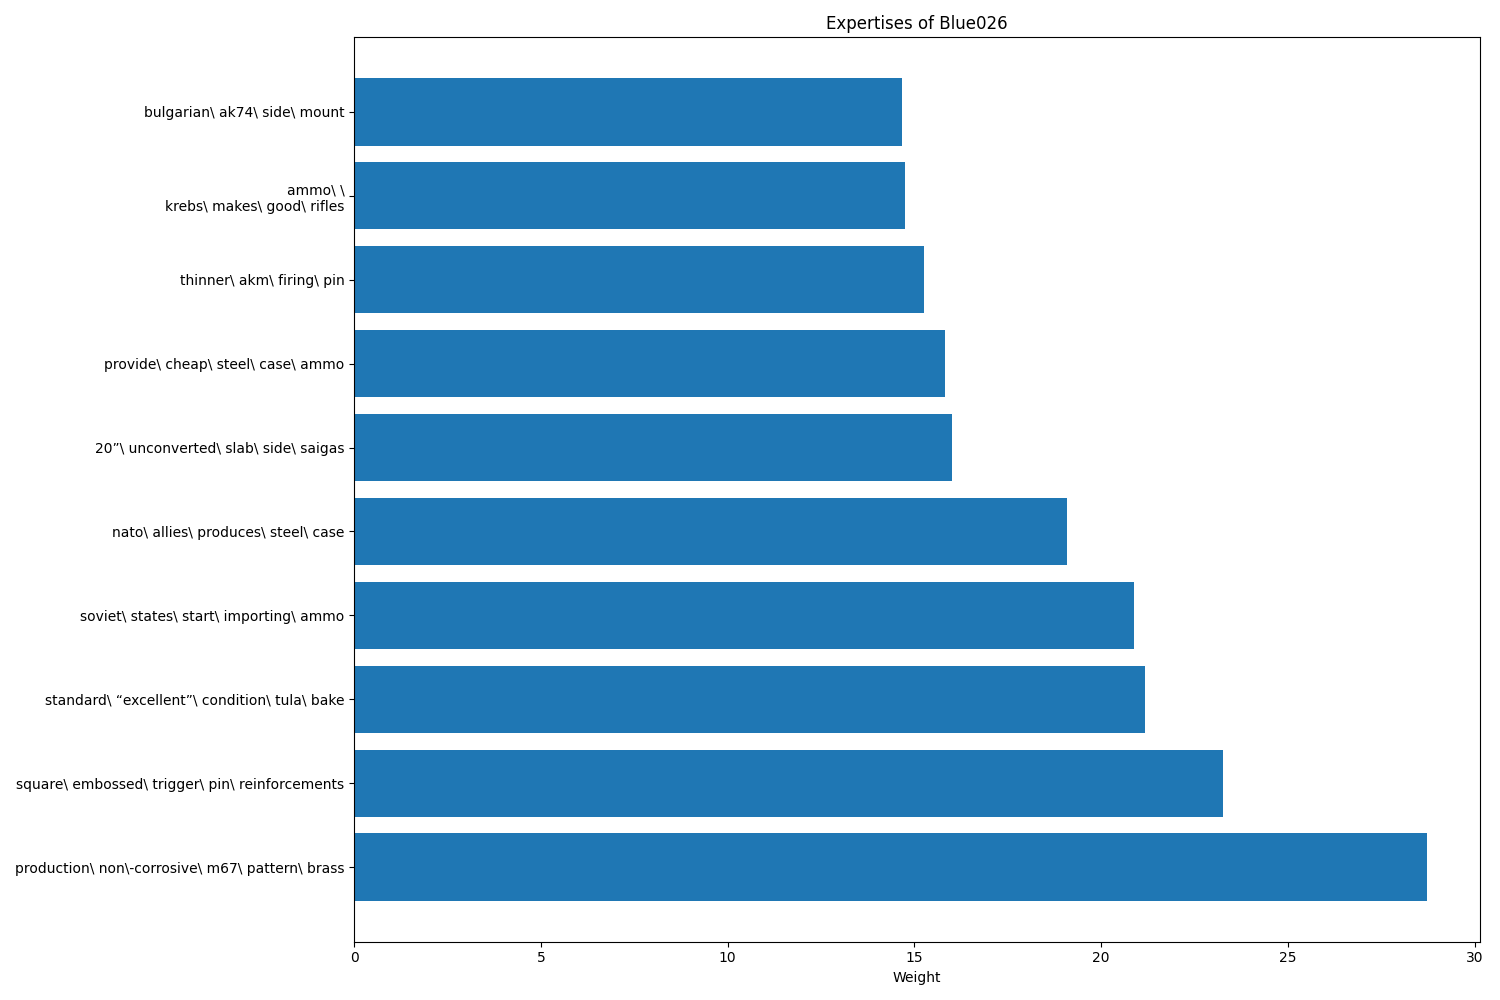 Expertises of Blue026
bulgarian\ ak74\ side\ mount
ammo\ \
krebs\ makes\ good\ rifles
thinner\ akm\ firing\ pin
provide\ cheap\ steel\ case\ ammo
20”\ unconverted\ slab\ side\ saigas
nato\ allies\ produces\ steel\ case
soviet\ states\ start\ importing\ ammo
standard\ “excellent”\ condition\ tula\ bake
square\ embossed\ trigger\ pin\ reinforcements
production\ non\-corrosive\ m67\ pattern\ brass
0 5 10 15 20 25 30
Weight